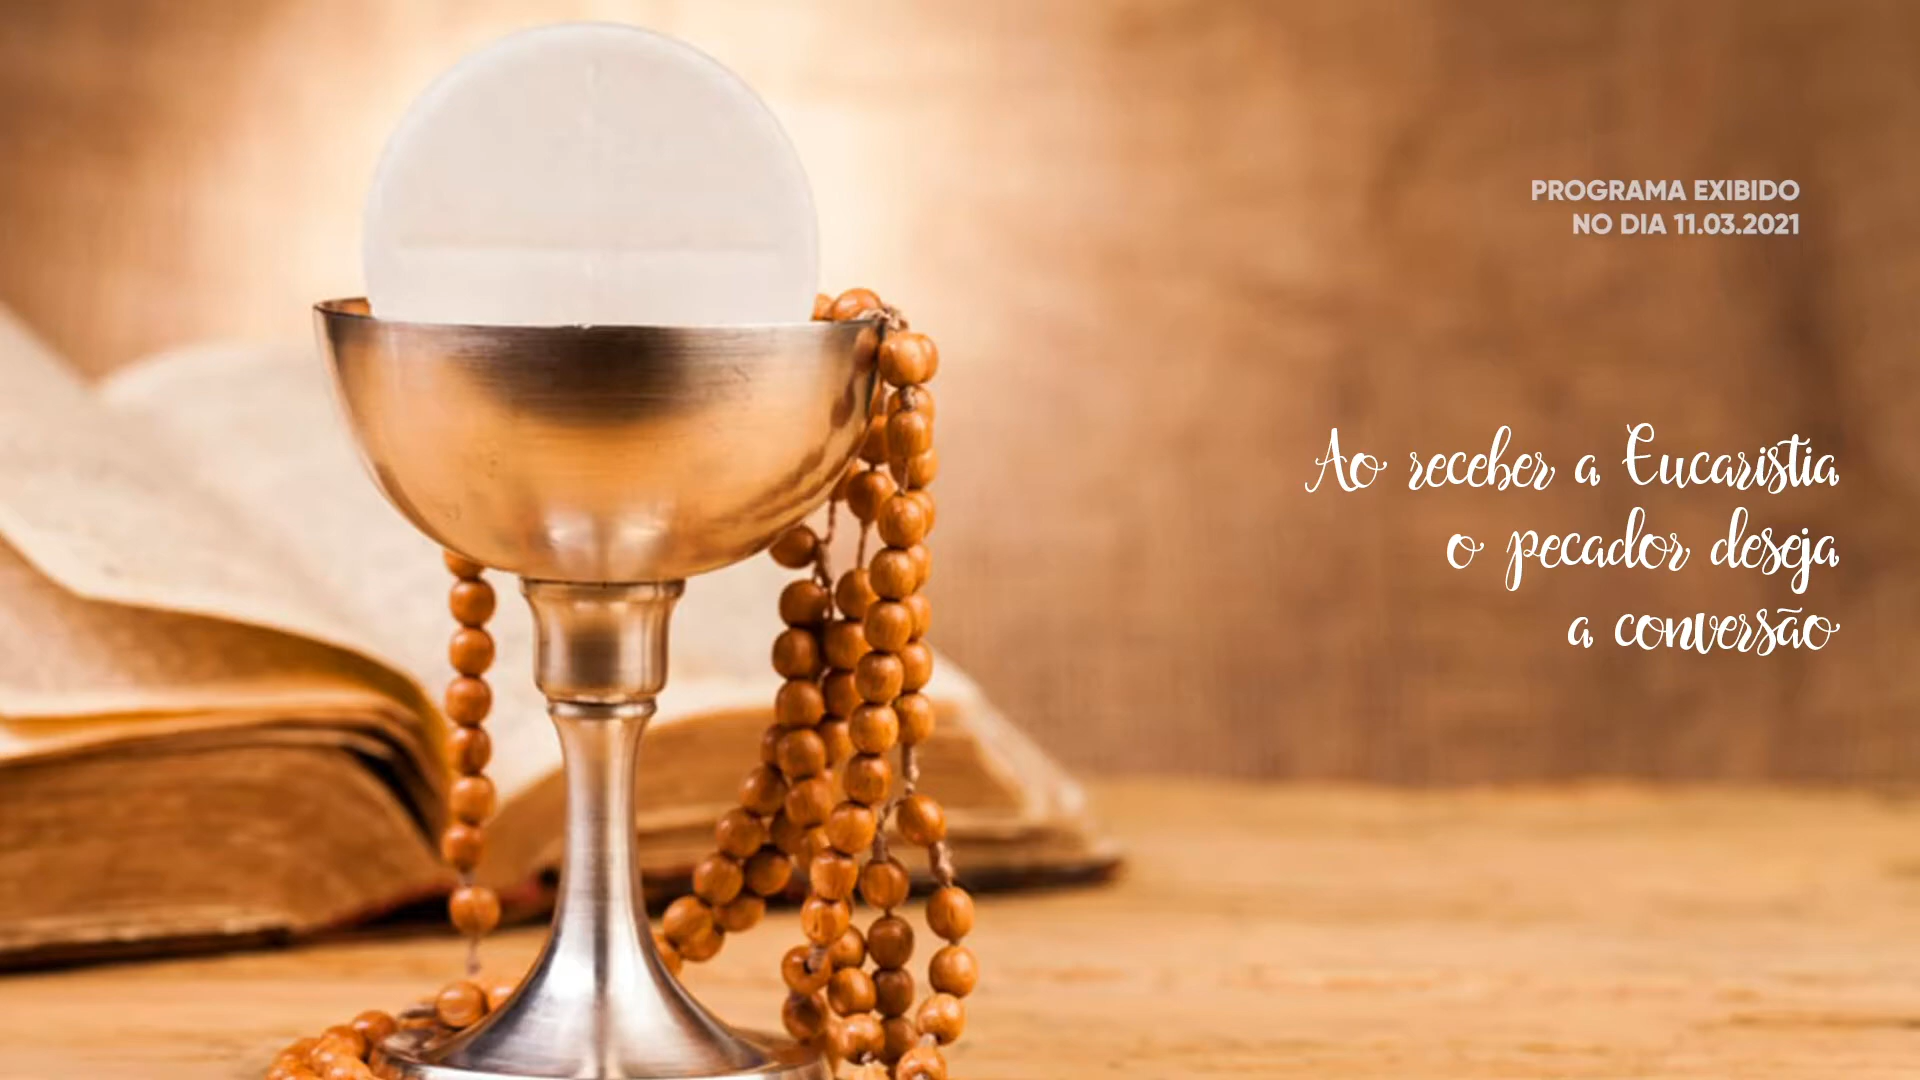 PROGRAMA EXIBIDO
NO DIA 11.03.2021
Ao receber a Eucaristia
o pecador deseja
a conversão